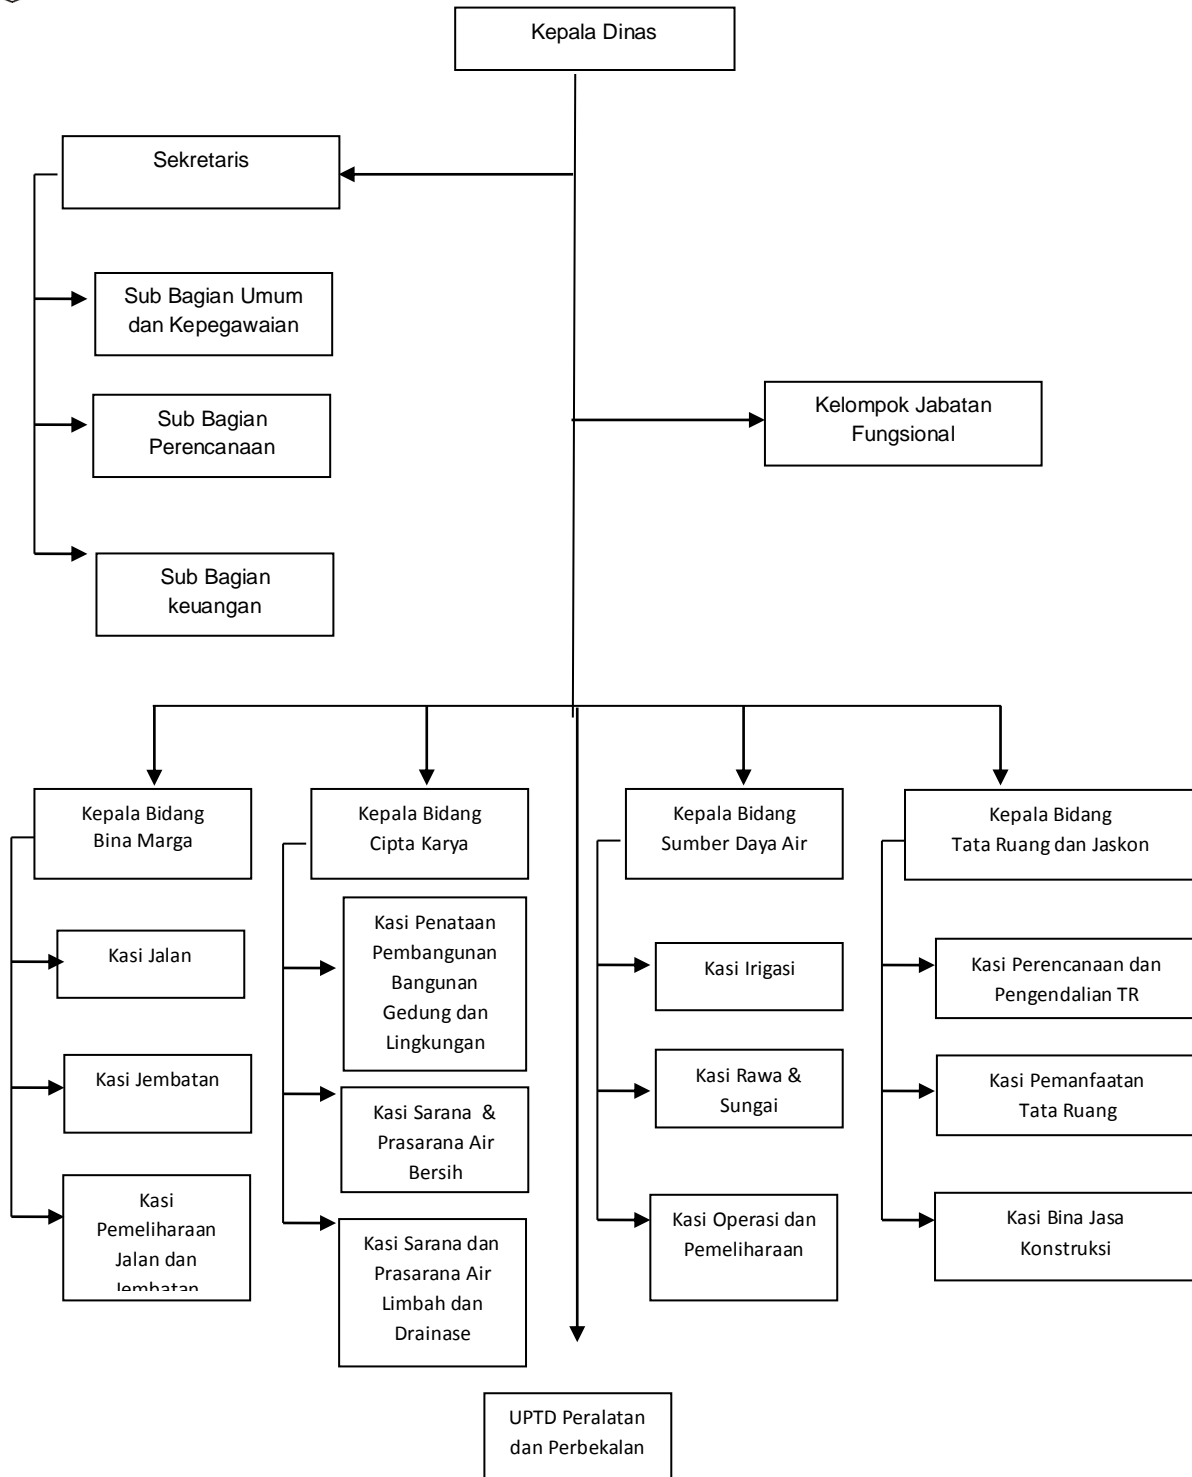 Kepala Dinas
Sekretaris
Sub Bagian Umum
dan Kepegawaian
Sub Bagian
Perencanaan
Kelompok Jabatan
Fungsional
Sub Bagian
keuangan
Kepala Bidang
Bina Marga
Kepala Bidang
Cipta Karya
Kepala Bidang
Sumber Daya Air
Kepala Bidang
Tata Ruang dan Jaskon
Kasi Jalan
Kasi Jembatan
Kasi
Pemeliharaan
Jalan dan
Jembatan
Kasi Penataan
Pembangunan
Bangunan
Gedung dan
Lingkungan
Kasi Sarana & 
Prasarana Air
Bersih
Kasi Sarana dan
Prasarana Air
Limbah dan
Drainase
Kasi Irigasi
Kasi Rawa &
Sungai
Kasi Operasi dan
Pemeliharaan
Kasi Perencanaan dan
Pengendalian TR
Kasi Pemanfaatan
Tata Ruang
Kasi Bina Jasa
Konstruksi
UPTD Peralatan
dan Perbekalan